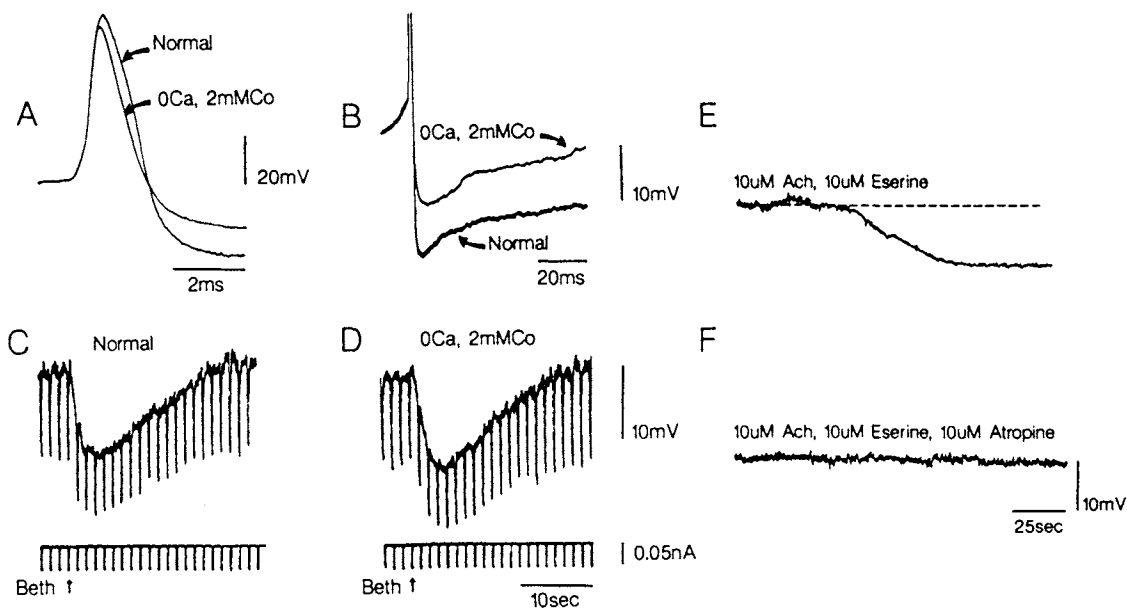 A
Normal
0Ca, 2mMCo
20mV
2ms
B
0Ca, 2mMCo
Normal
10mV
20ms
C
Normal
Beth
D
0Ca, 2mMCo
10mV
0.05nA
Beth
10sec
E
10uM Ach, 10uM Eserine
F
10uM Ach, 10uM Eserine, 10uM Atropine
10mV
25sec